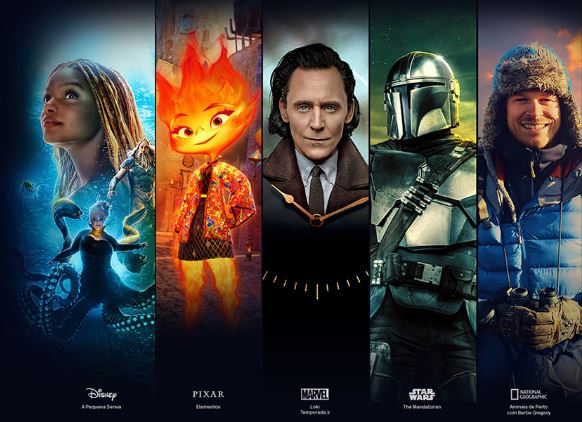 Disney
A Pequena Sereia
PIXAR
Elementos
MARVEL
Loki
Temporada 2
STAR
WARS
The Mandalorian
NATIONAL
GEOGRAPHIC
Animais de Perto
com Bertie Gregory